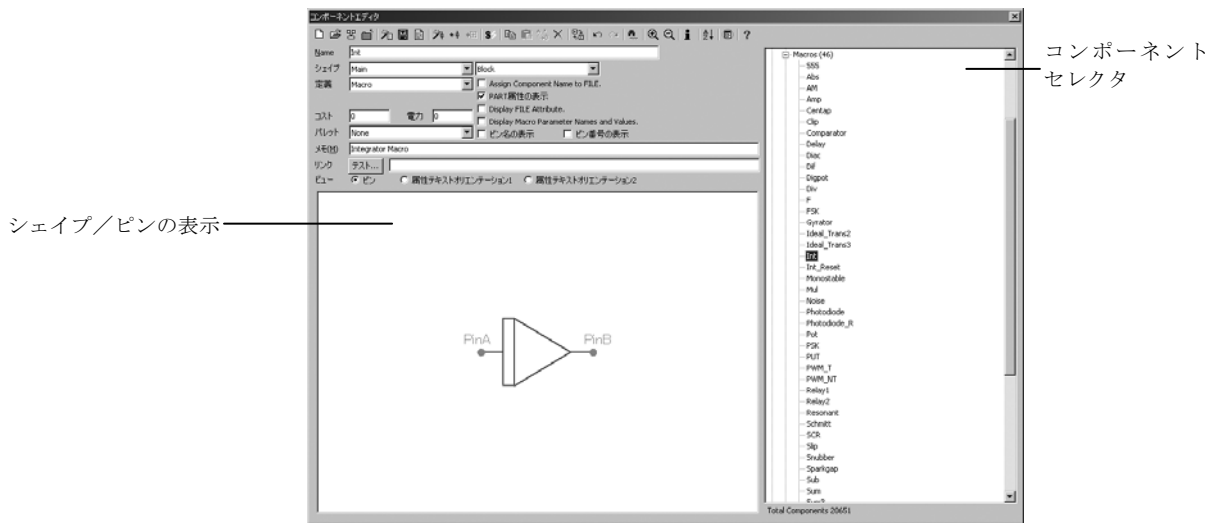 コンポーネントエディタ
Name Int
シェイプ Main Block
定義 Macro Assign Component Name to FILE.
PART属性の表示
Display FILE Attribute.
コスト 0 電力 0 Display Macro Parameter Names and Values.
パレット None ピン名の表示 ピン番号の表示
メモ(M) Integrator Macro
リンク テスト...
ビュー ピン 属性テキストオリエンテーション1 属性テキストオリエンテーション2
シェイプ／ピンの表示
PinA PinB
コンポーネント
セレクタ
Macros (46)
555
Abs
AM
Amp
Centap
Clip
Comparator
Delay
Diac
Dif
Digpot
Div
F
FSK
Gyrator
Ideal_Trans2
Ideal_Trans3
Int
Int_Reset
Monostable
Mul
Noise
Photodiode
Photodiode_R
Pot
PSK
PUT
PWM_T
PWM_NT
Relay1
Relay2
Resonant
Schmitt
SCR
Slip
Snubber
Sparkgap
Sub
Sum
Sum3
Total Components 20651